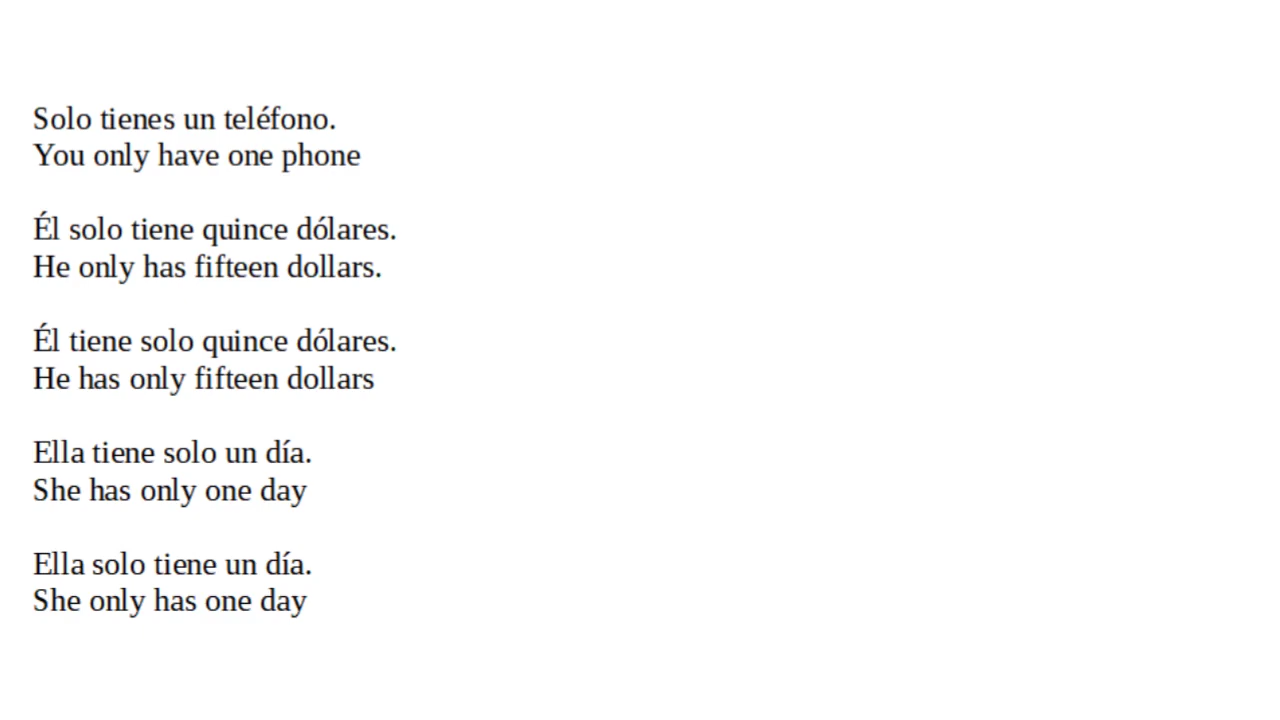 Solo tienes un teléfono.
You only have one phone
Él solo tiene quince dólares.
He only has fifteen dollars.
Él tiene solo quince dólares.
He has only fifteen dollars
Ella tiene solo un día.
She has only one day
Ella solo tiene un día.
She only has one day